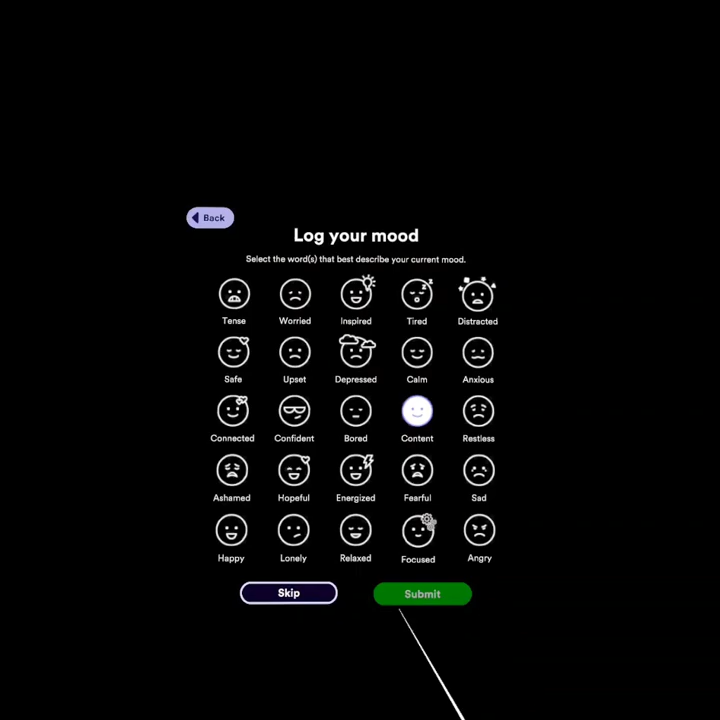 Back
Log your mood
Select the word(s) that best describe your current mood.
Tense Worried Inspired Tired Distracted
Safe Upset Depressed Calm Anxious
Connected Confident Bored Content Restless
Ashamed Hopeful Energized Fearful Sad
Happy Lonely Relaxed Focused Angry
Skip Submit